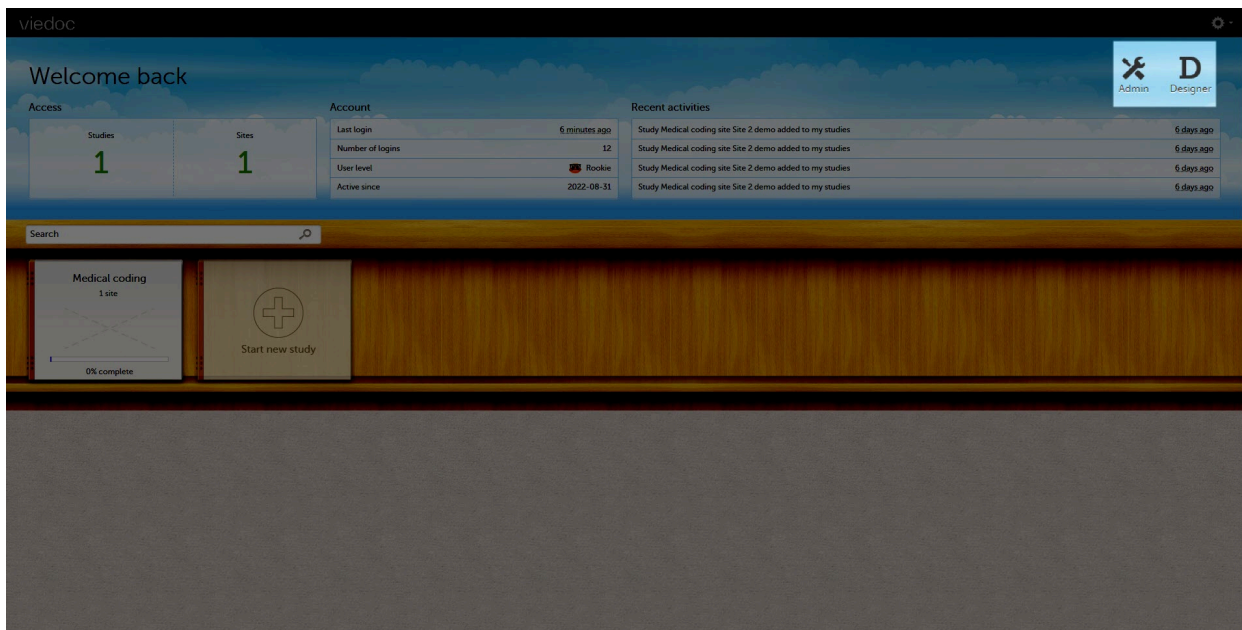 viedoc
Welcome back
Admin
Designer
Access
Studies
1
Sites
1
Account
Last login 6 minutes ago
Number of logins 12
User level Rookie
Active since 2022-08-31
Recent activities
Study Medical coding site Site 2 demo added to my studies 6 days ago
Study Medical coding site Site 2 demo added to my studies 6 days ago
Study Medical coding site Site 2 demo added to my studies 6 days ago
Study Medical coding site Site 2 demo added to my studies 6 days ago
Search
Medical coding
1 site
0% complete
Start new study